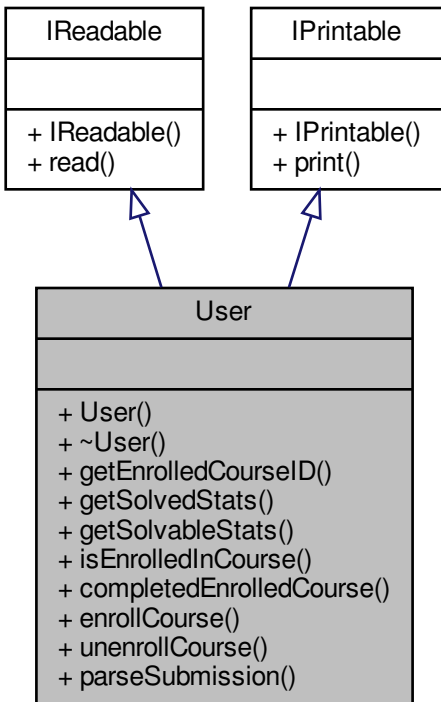 IReadable
+ IReadable()
+ read()
IPrintable
+ IPrintable()
+ print()
User
+ User()
+ ~User()
+ getEnrolledCourseID()
+ getSolvedStats()
+ getSolvableStats()
+ isEnrolledInCourse()
+ completedEnrolledCourse()
+ enrollCourse()
+ unenrollCourse()
+ parseSubmission()